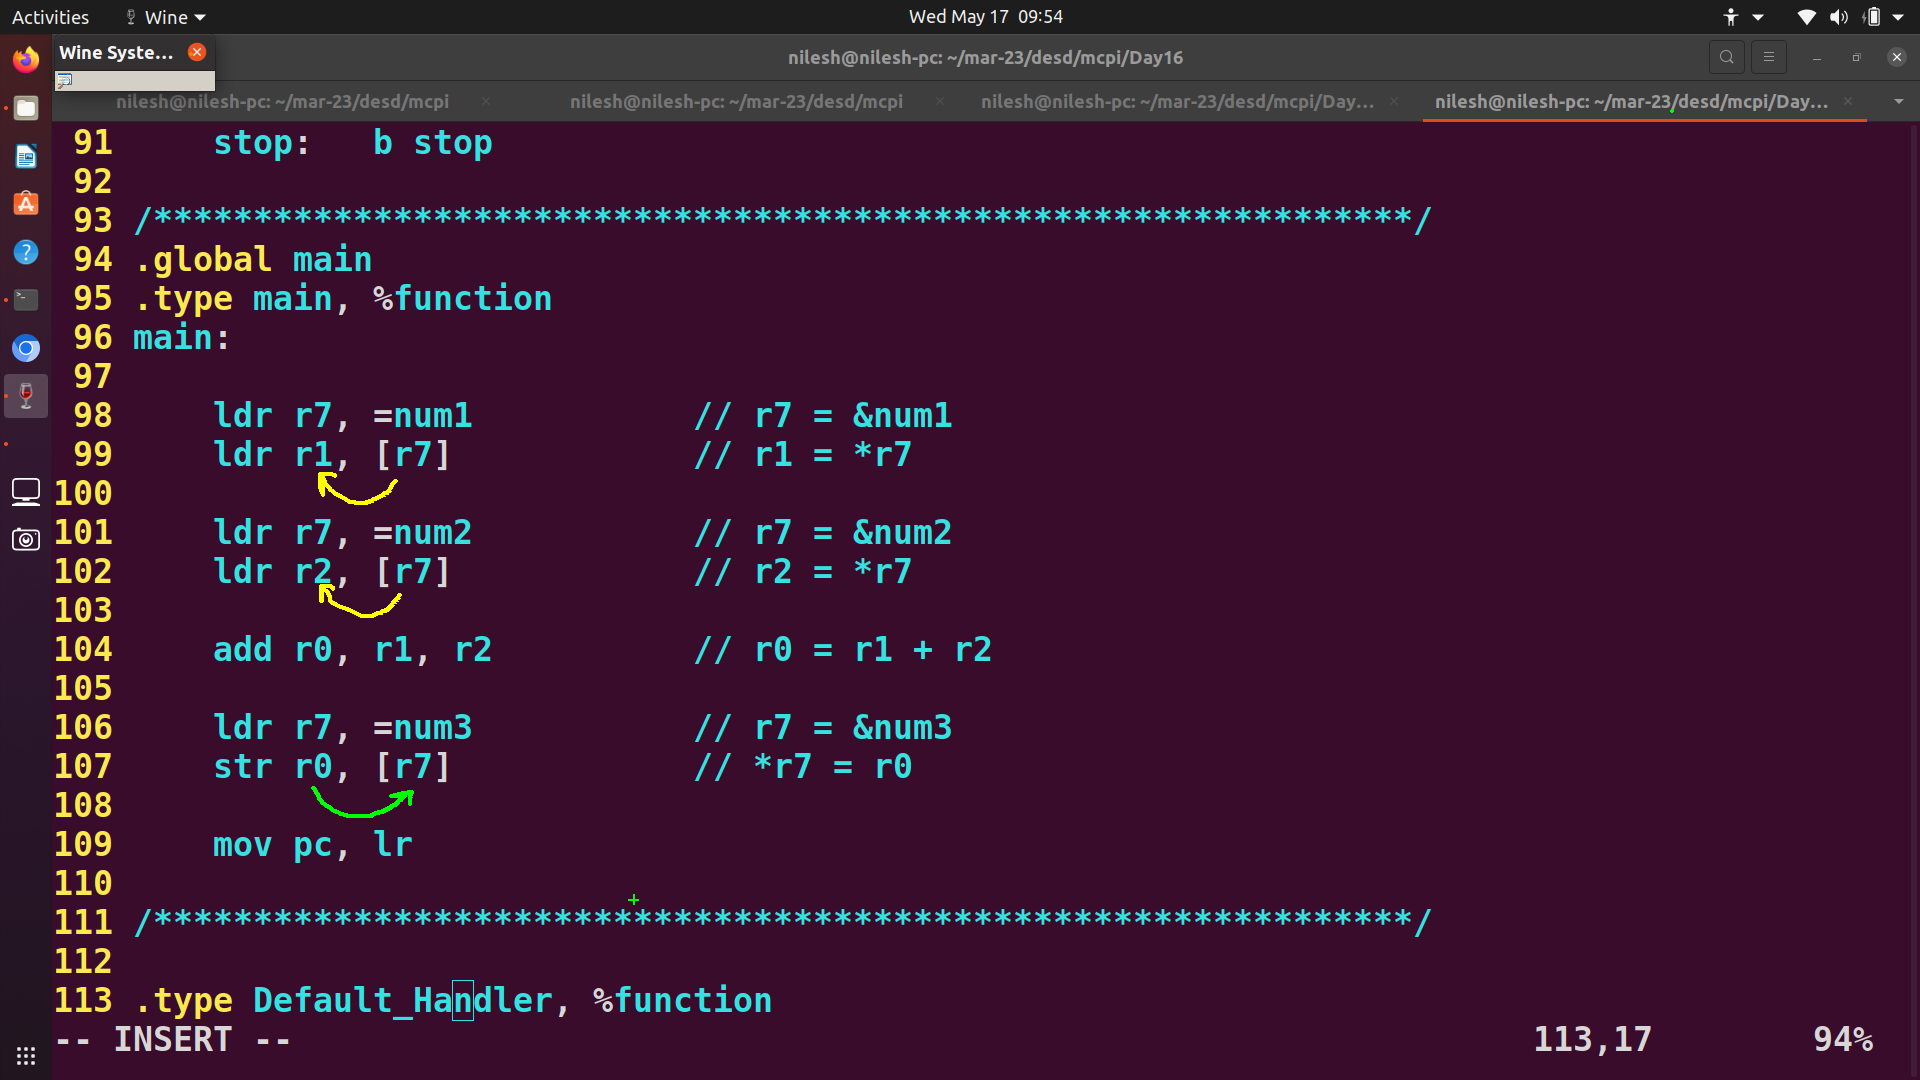 Activities Wine Wed May 17 09:54
Wine Syste...
nilesh@nilesh-pc: ~/mar-23/desd/mcpi/Day16
nilesh@nilesh-pc: ~/mar-23/desd/mcpi nilesh@nilesh-pc: ~/mar-23/desd/mcpi nilesh@nilesh-pc: ~/mar-23/desd/mcpi/Day... nilesh@nilesh-pc: ~/mar-23/desd/mcpi/Day...
91     stop:   b stop
92
93 /***************************************************************/
94 .global main
95 .type main, %function
96 main:
97
98     ldr r7, =num1           // r7 = &num1
99     ldr r1, [r7]            // r1 = *r7
100
101     ldr r7, =num2           // r7 = &num2
102     ldr r2, [r7]            // r2 = *r7
103
104     add r0, r1, r2          // r0 = r1 + r2
105
106     ldr r7, =num3           // r7 = &num3
107     str r0, [r7]            // *r7 = r0
108
109     mov pc, lr
110
111 /***************************************************************/
112
113 .type Default_Handler, %function
-- INSERT -- 113,17 94%